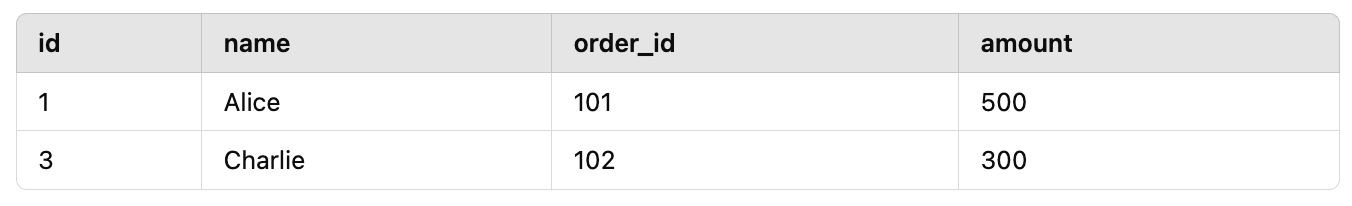 id name order_id amount
1 Alice 101 500
3 Charlie 102 300